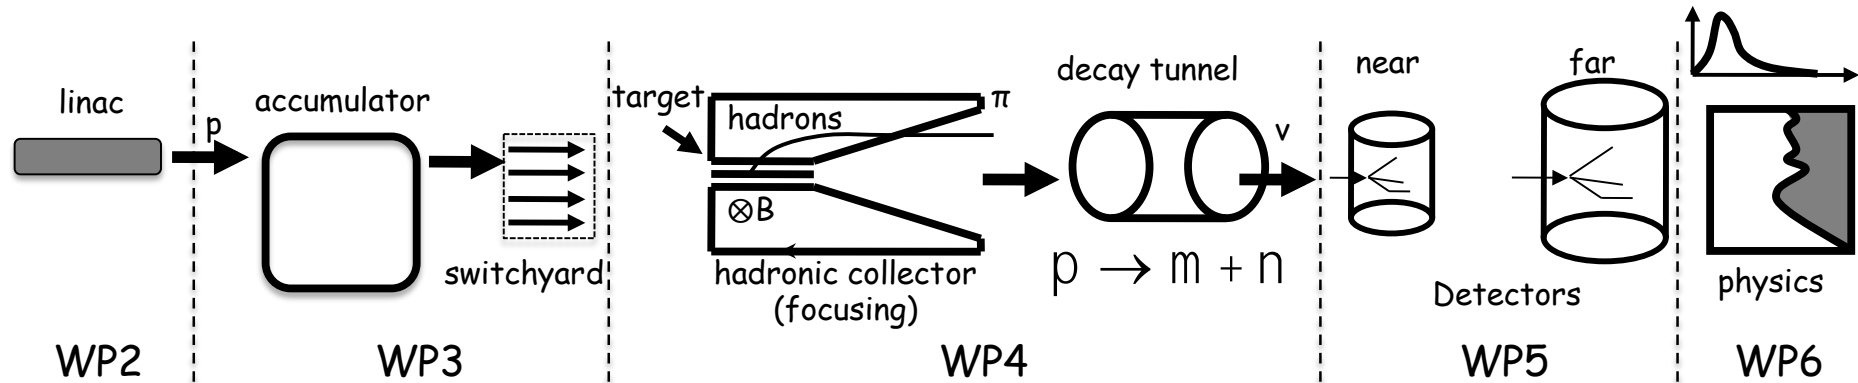 linac
p
accumulator
switchyard
target
hadrons
π
⊗B
hadronic collector
(focusing)
decay tunnel
p → m + n
ν
near
far
Detectors
physics
WP2
WP3
WP4
WP5
WP6